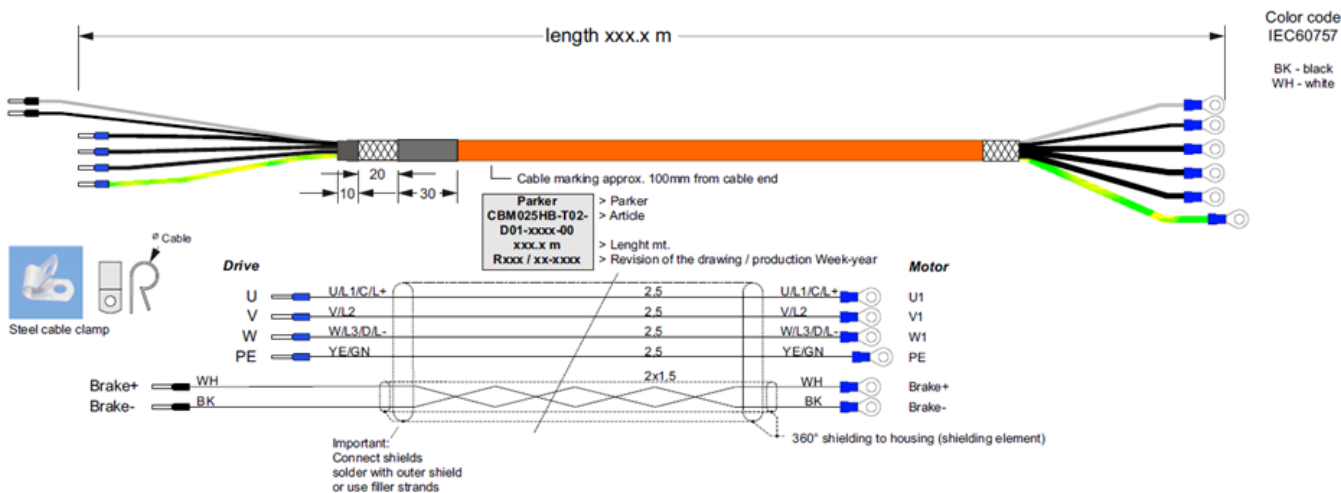 length xxx.x m
Color code
IEC60757
BK - black
WH - white
20
10
30
Cable marking approx. 100mm from cable end
Parker > Parker
CBM025HB-T02- > Article
D01-xxxx-00
xxx.x m > Lenght mt.
Rxxx / xx-xxxx > Revision of the drawing / production Week-year
ø Cable
Steel cable clamp
Drive Motor
U U/L1/C/L+ 2,5 U/L1/C/L+ U1
V V/L2 2,5 V/L2 V1
W W/L3/D/L- 2,5 W/L3/D/L- W1
PE YE/GN 2,5 YE/GN PE
2x1,5
Brake+ WH WH Brake+
Brake- BK BK Brake-
360° shielding to housing (shielding element)
Important:
Connect shields
solder with outer shield
or use filler strands